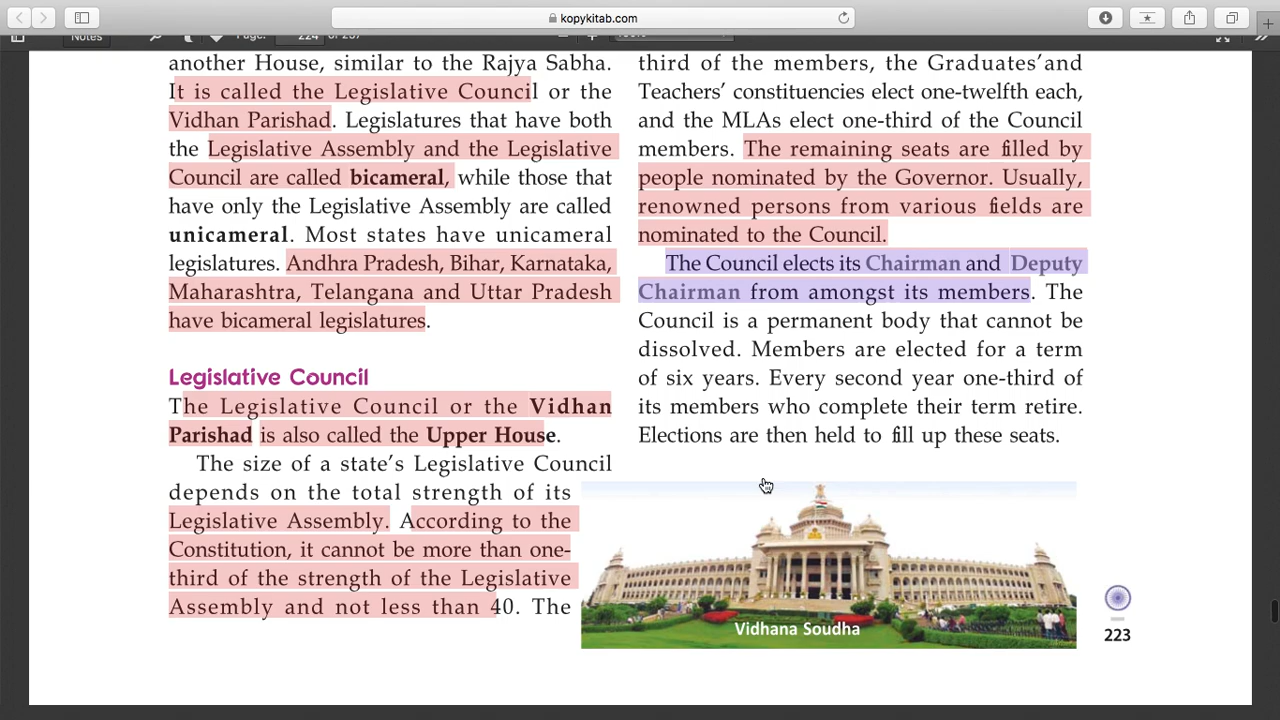 kopykitab.com
Notes
Page:
224 of 237
another House, similar to the Rajya Sabha.
It is called the Legislative Council or the
Vidhan Parishad. Legislatures that have both
the Legislative Assembly and the Legislative
Council are called bicameral, while those that
have only the Legislative Assembly are called
unicameral. Most states have unicameral
legislatures. Andhra Pradesh, Bihar, Karnataka,
Maharashtra, Telangana and Uttar Pradesh
have bicameral legislatures.
Legislative Council
The Legislative Council or the Vidhan
Parishad is also called the Upper House.
The size of a state's Legislative Council
depends on the total strength of its
Legislative Assembly. According to the
Constitution, it cannot be more than one-
third of the strength of the Legislative
Assembly and not less than 40. The
third of the members, the Graduates' and
Teachers' constituencies elect one-twelfth each,
and the MLAs elect one-third of the Council
members. The remaining seats are filled by
people nominated by the Governor. Usually,
renowned persons from various fields are
nominated to the Council.
The Council elects its Chairman and Deputy
Chairman from amongst its members. The
Council is a permanent body that cannot be
dissolved. Members are elected for a term
of six years. Every second year one-third of
its members who complete their term retire.
Elections are then held to fill up these seats.
Vidhana Soudha
223